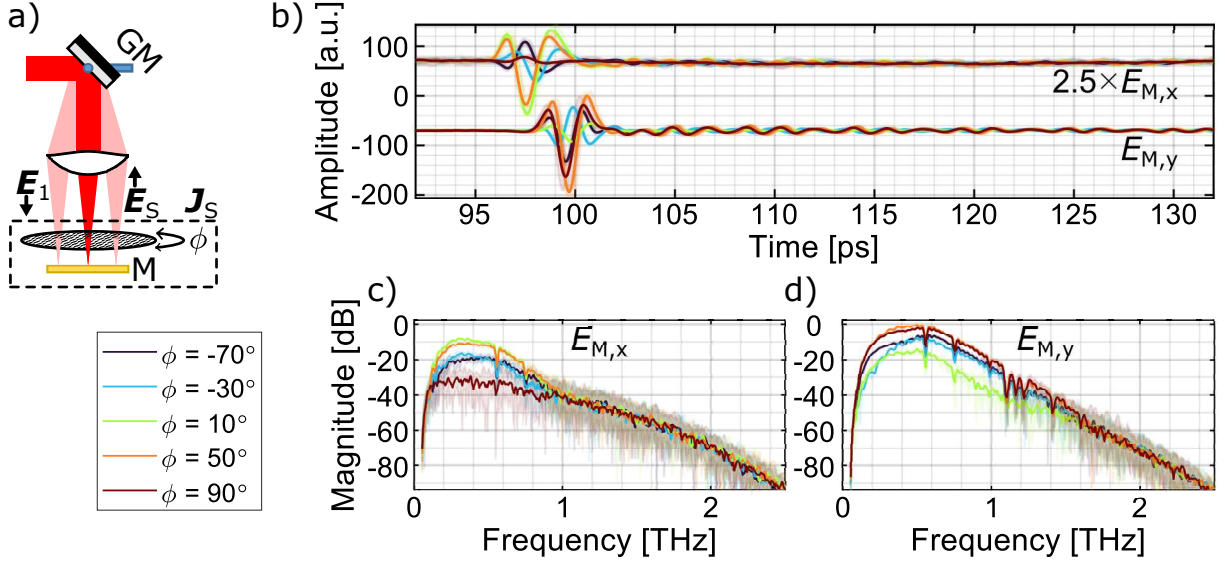 a)
GM
E1
ES
JS
ϕ
M
ϕ = -70°
ϕ = -30°
ϕ = 10°
ϕ = 50°
ϕ = 90°
b)
Amplitude [a.u.]
100
0
-100
-200
2.5×EM,x
EM,y
95 100 105 110 115 120 125 130
Time [ps]
c)
Magnitude [dB]
0
-20
-40
-60
-80
EM,x
0 1 2
Frequency [THz]
d)
0
-20
-40
-60
-80
EM,y
0 1 2
Frequency [THz]